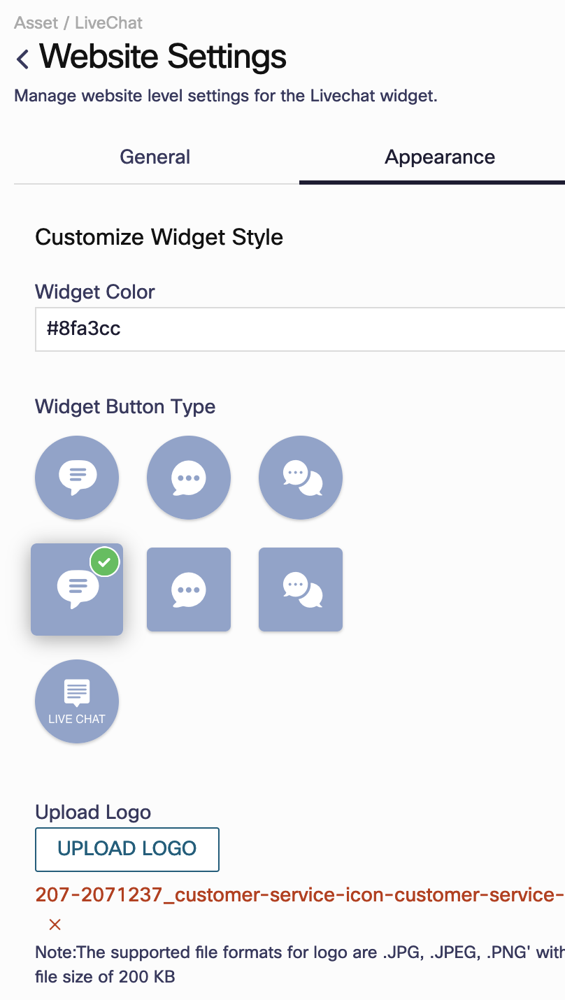 Asset / LiveChat
Website Settings
Manage website level settings for the Livechat widget.
General
Appearance
Customize Widget Style
Widget Color
#8fa3cc
Widget Button Type
LIVE CHAT
Upload Logo
UPLOAD LOGO
207-2071237_customer-service-icon-customer-service-
Note:The supported file formats for logo are .JPG, .JPEG, .PNG' with
file size of 200 KB